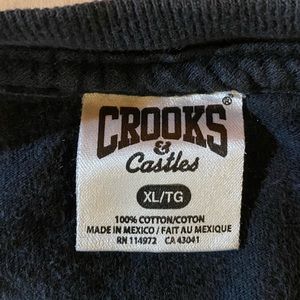 CROOKS®
&
Castles
XL/TG
100% COTTON/COTON
MADE IN MEXICO/FAIT AU MEXIQUE
RN 114972 CA 43041